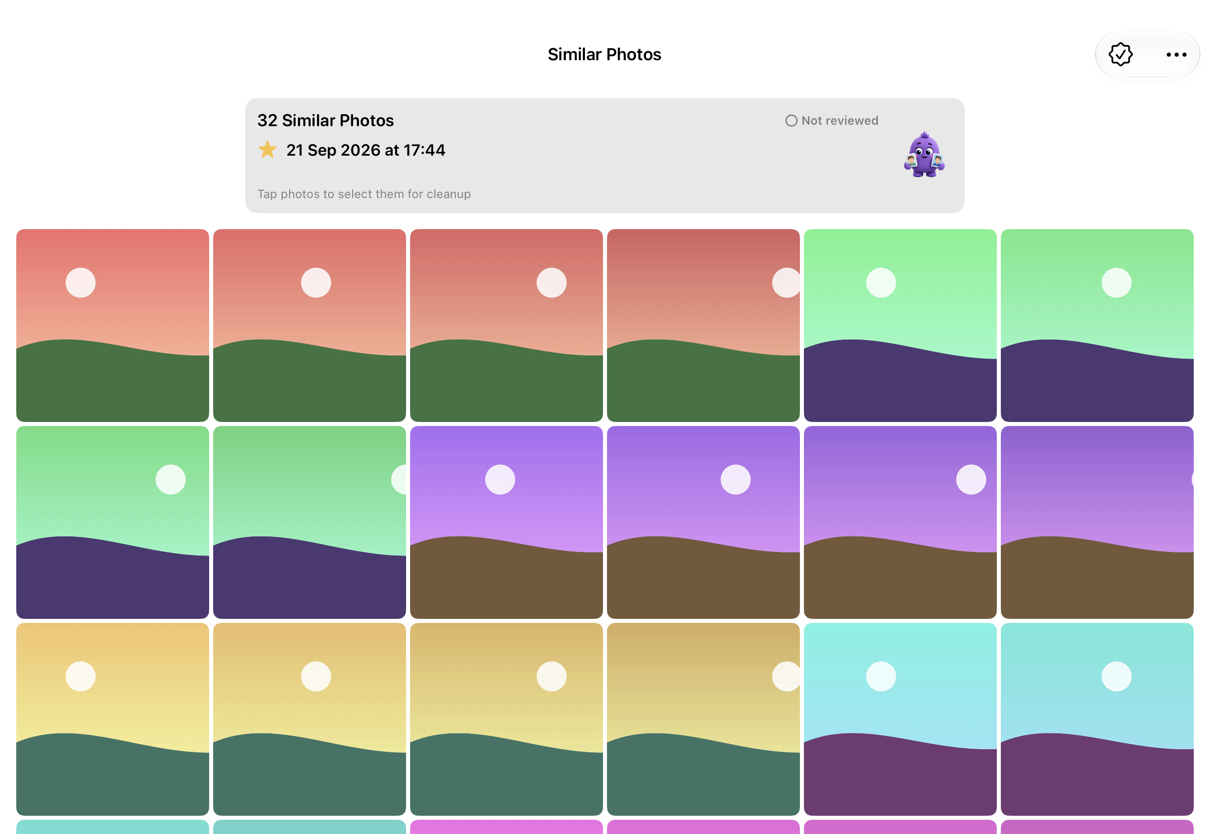 Similar Photos
32 Similar Photos
Not reviewed
21 Sep 2026 at 17:44
Tap photos to select them for cleanup